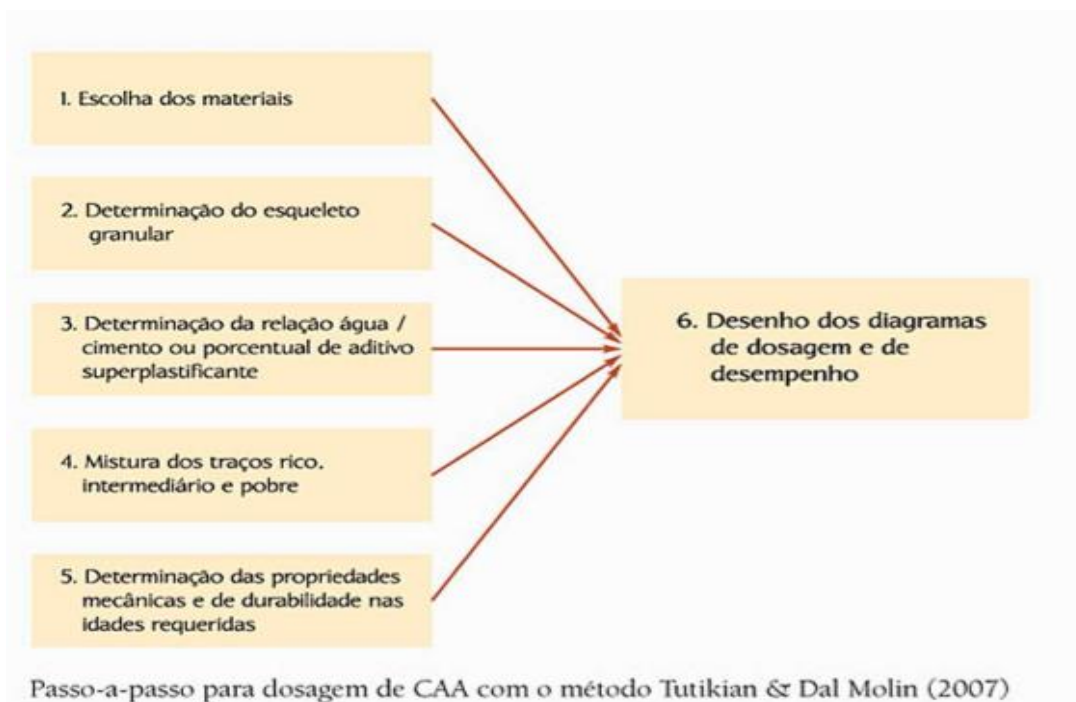 1. Escolha dos materiais
2. Determinação do esqueleto
granular
3. Determinação da relação água /
cimento ou porcentual de aditivo
superplastificante
4. Mistura dos traços rico,
intermediário e pobre
5. Determinação das propriedades
mecânicas e de durabilidade nas
idades requeridas
6. Desenho dos diagramas
de dosagem e de
desempenho
Passo-a-passo para dosagem de CAA com o método Tutikian & Dal Molin (2007)